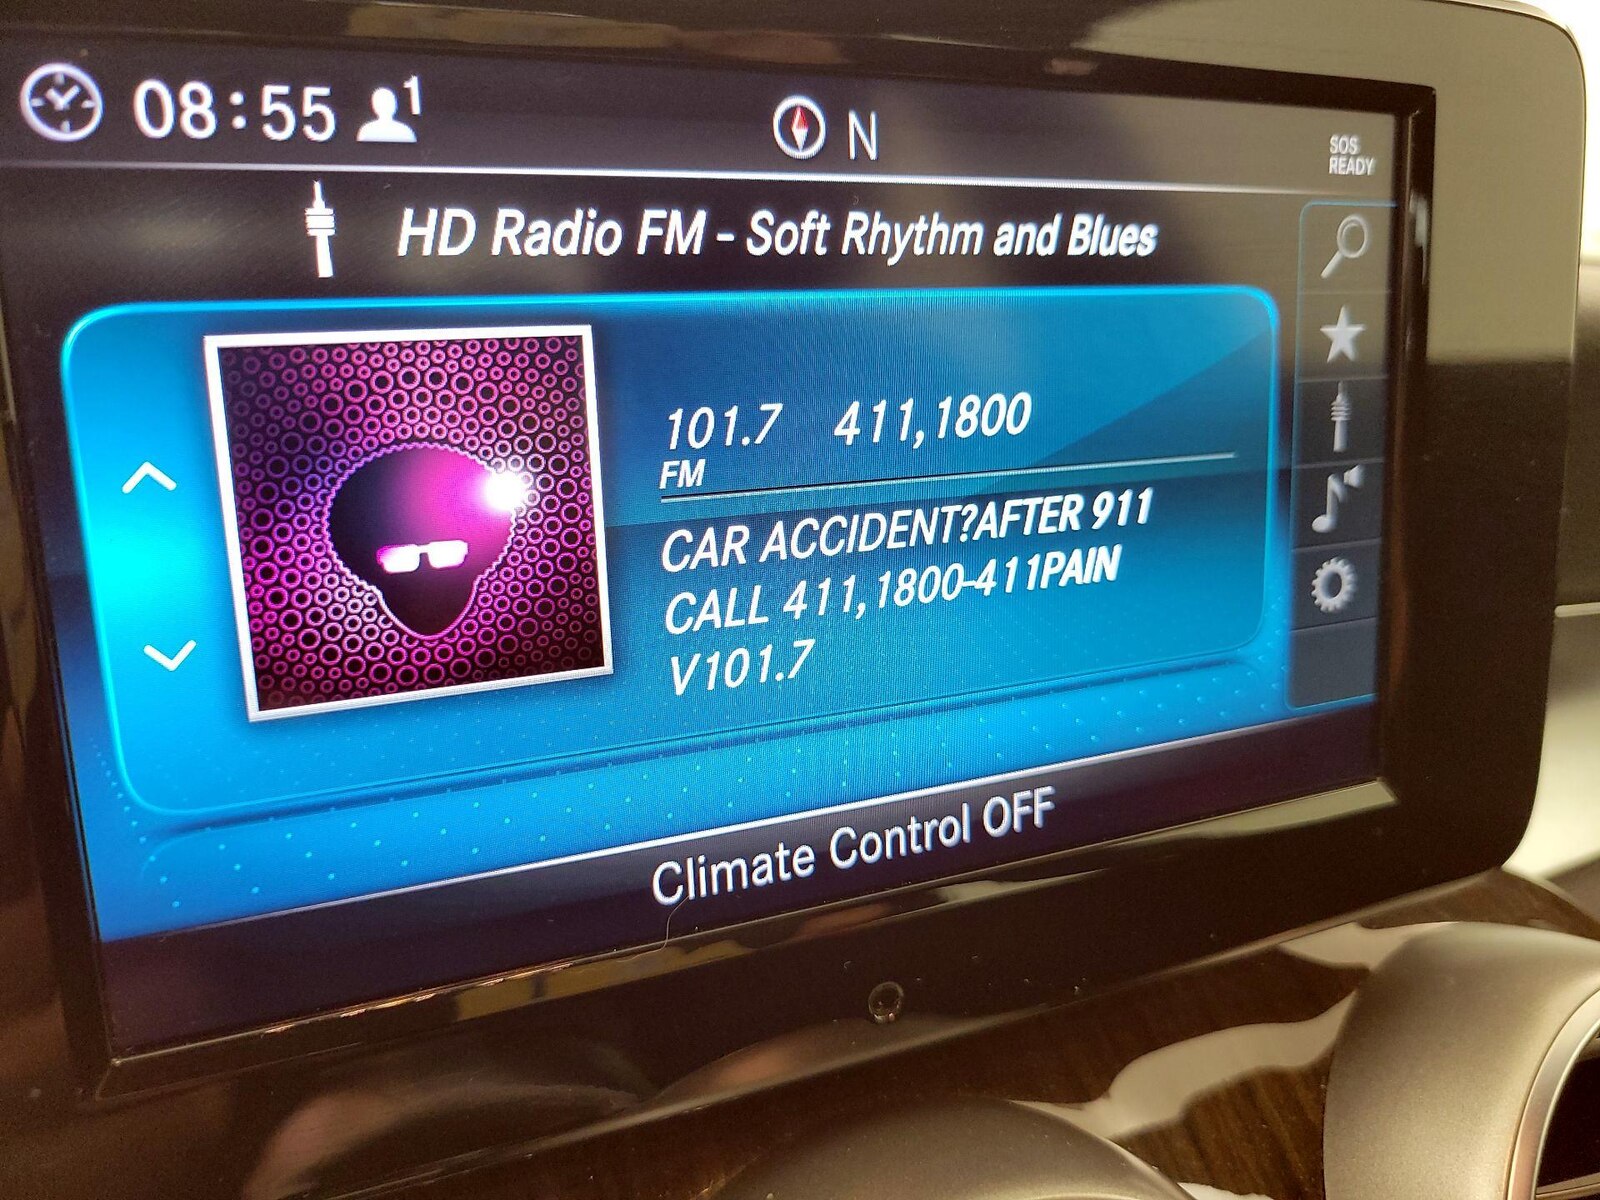 08:55 1
N
SOS
READY
HD Radio FM - Soft Rhythm and Blues
101.7 411,1800
FM
CAR ACCIDENT?AFTER 911
CALL 411,1800-411PAIN
V101.7
Climate Control OFF